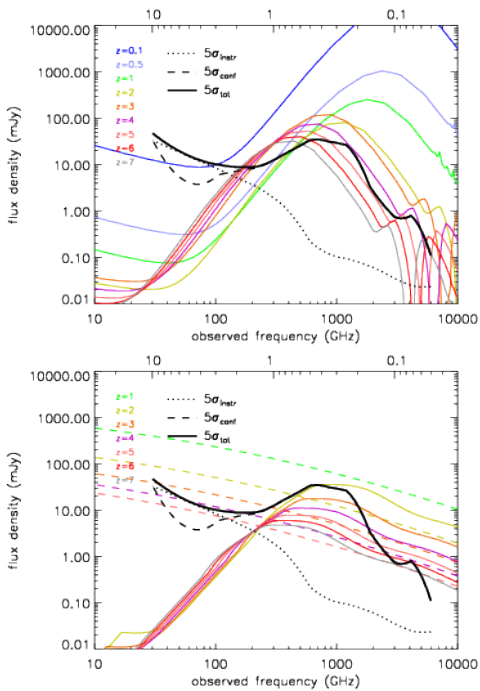 10 1 0.1
10000.00
1000.00
100.00
10.00
1.00
0.10
0.01
flux density (mJy)
z=0.1
z=0.5
z=1
z=2
z=3
z=4
z=5
z=6
z=7
5σinstr
5σconf
5σtot
10 100 1000 10000
observed frequency (GHz)
10 1 0.1
10000.00
1000.00
100.00
10.00
1.00
0.10
0.01
flux density (mJy)
z=1
z=2
z=3
z=4
z=5
z=6
z=7
5σinstr
5σconf
5σtot
10 100 1000 10000
observed frequency (GHz)